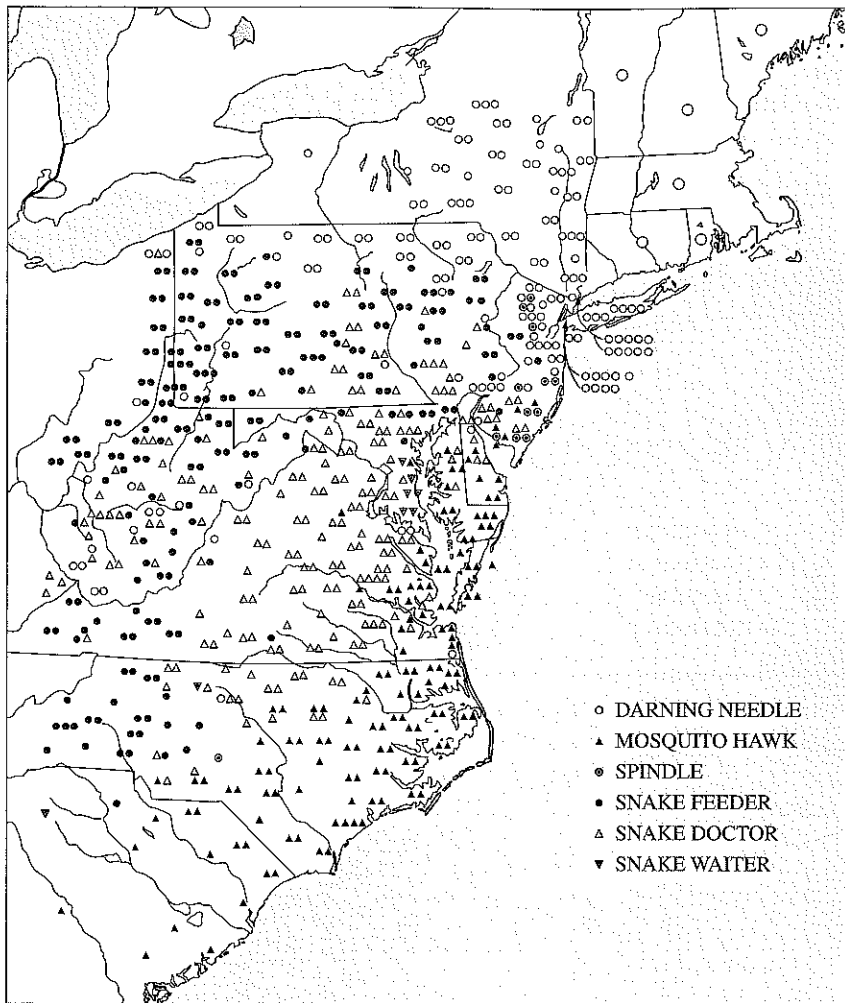 DARNING NEEDLE
MOSQUITO HAWK
SPINDLE
SNAKE FEEDER
SNAKE DOCTOR
SNAKE WAITER